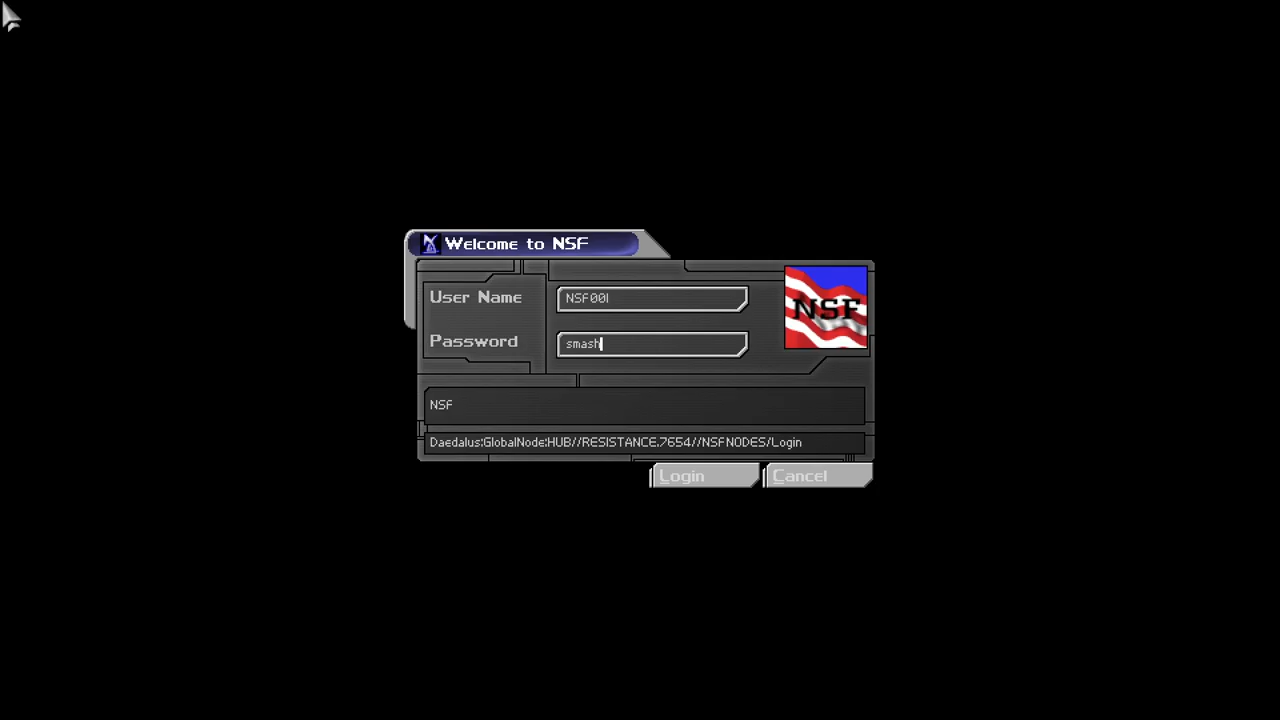 Welcome to NSF
User Name
NSF001
NSF
Password
smash
NSF
Daedalus:GlobalNode:HUB//RESISTANCE.7654//NSFNODES/Login
Login
Cancel